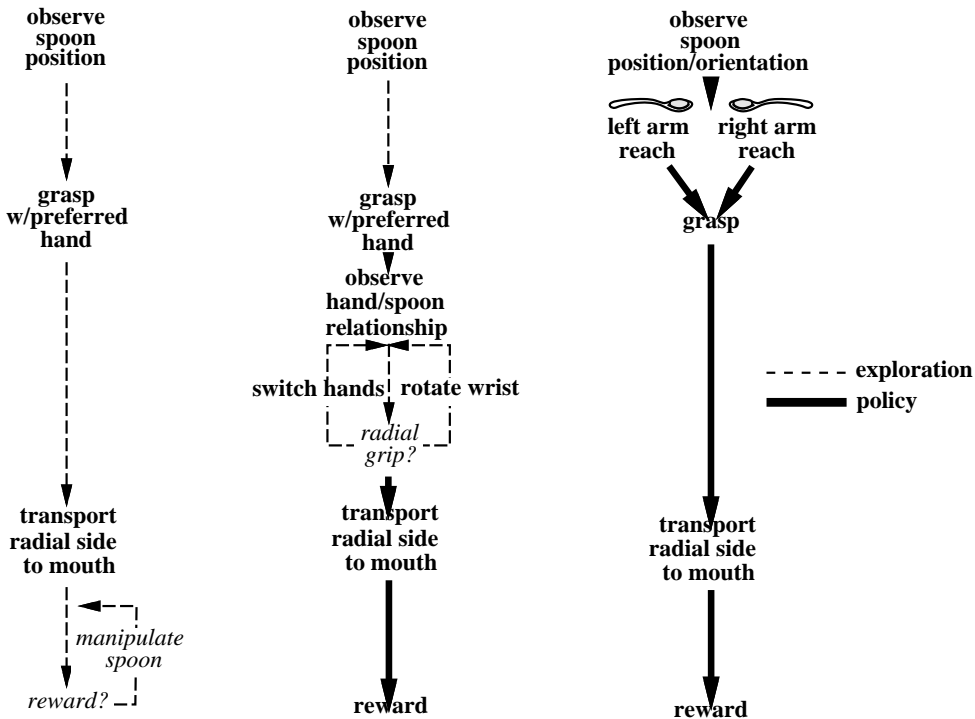 observe
spoon
position
grasp
w/preferred
hand
transport
radial side
to mouth
manipulate
spoon
reward?
observe
spoon
position
grasp
w/preferred
hand
observe
hand/spoon
relationship
switch hands
rotate wrist
radial
grip?
transport
radial side
to mouth
reward
observe
spoon
position/orientation
left arm
reach
right arm
reach
grasp
transport
radial side
to mouth
reward
exploration
policy